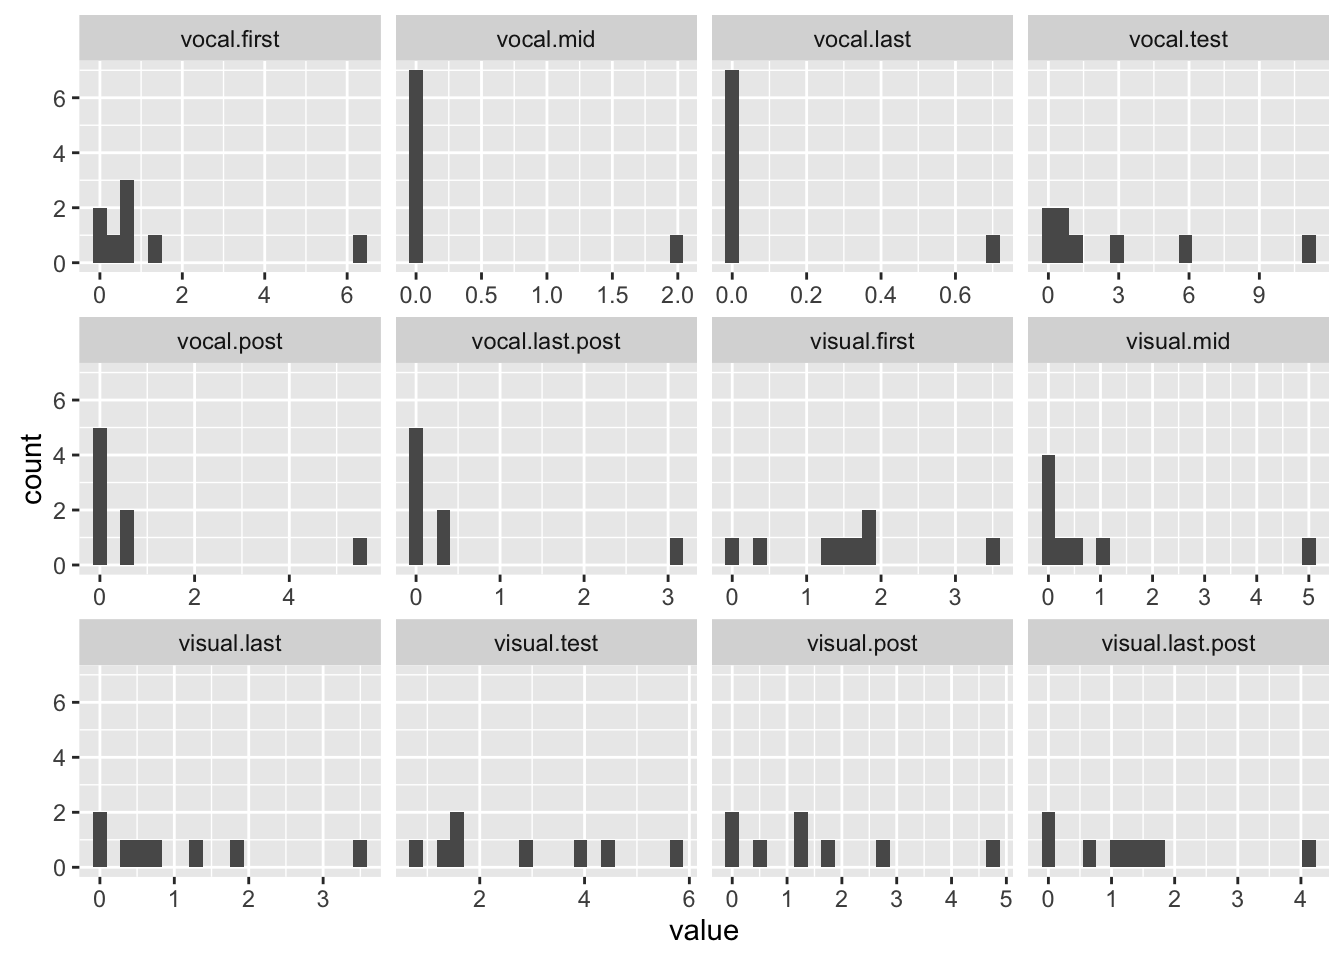 vocal.first vocal.mid vocal.last vocal.test
6
4
2
0
0 2 4 6 0.0 0.5 1.0 1.5 2.0 0.0 0.2 0.4 0.6 0 3 6 9
vocal.post vocal.last.post visual.first visual.mid
6
4
2
0
0 2 4 0 1 2 3 0 1 2 3 0 1 2 3 4 5
count
visual.last visual.test visual.post visual.last.post
6
4
2
0
0 1 2 3 2 4 6 0 1 2 3 4 5 0 1 2 3 4
value